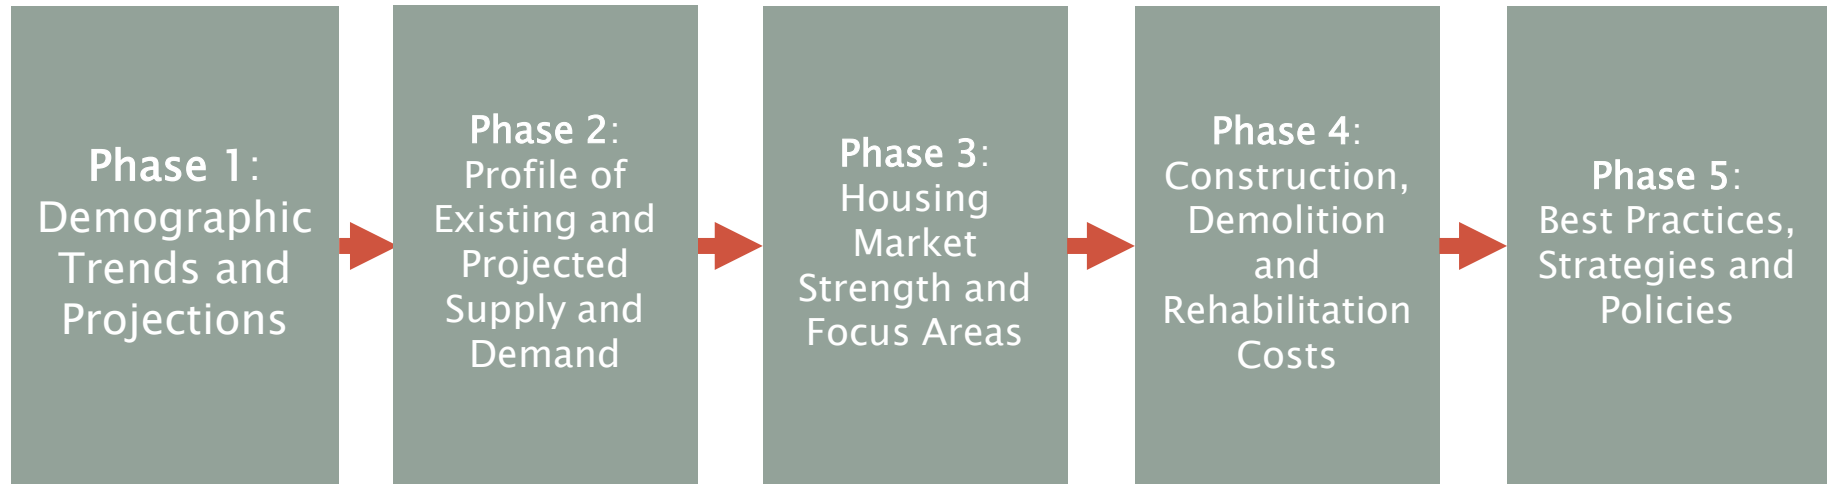 Phase 1:
Demographic
Trends and
Projections
Phase 2:
Profile of
Existing and
Projected
Supply and
Demand
Phase 3:
Housing
Market
Strength and
Focus Areas
Phase 4:
Construction,
Demolition
and
Rehabilitation
Costs
Phase 5:
Best Practices,
Strategies and
Policies